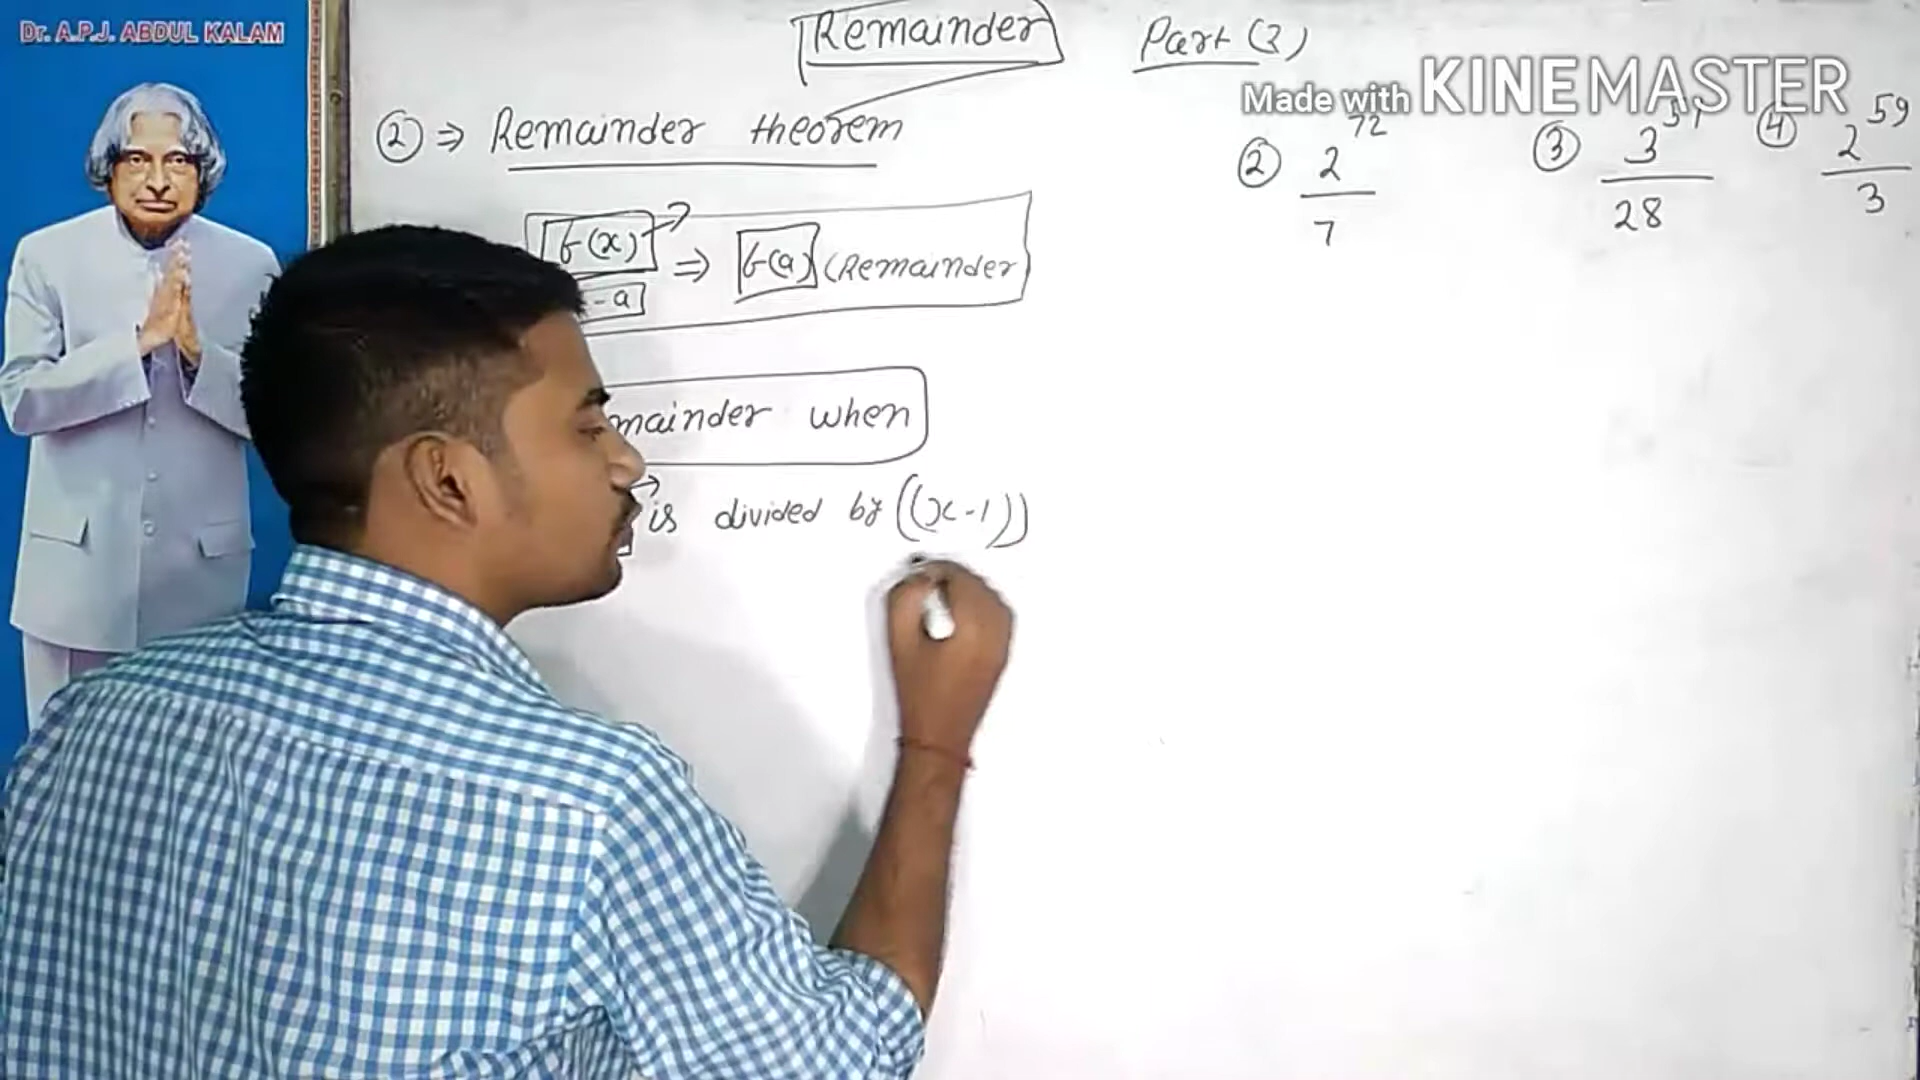 Dr. A.P.J. ABDUL KALAM
Remainder Part (2)
Made with KINEMASTER
② ⇒ Remainder theorem
f(x) ⇒ f(a) (Remainder
- a
mainder when
is divided by ((x-1))
② 2^72 / 7
③ 3 / 28
④ 2^59 / 3